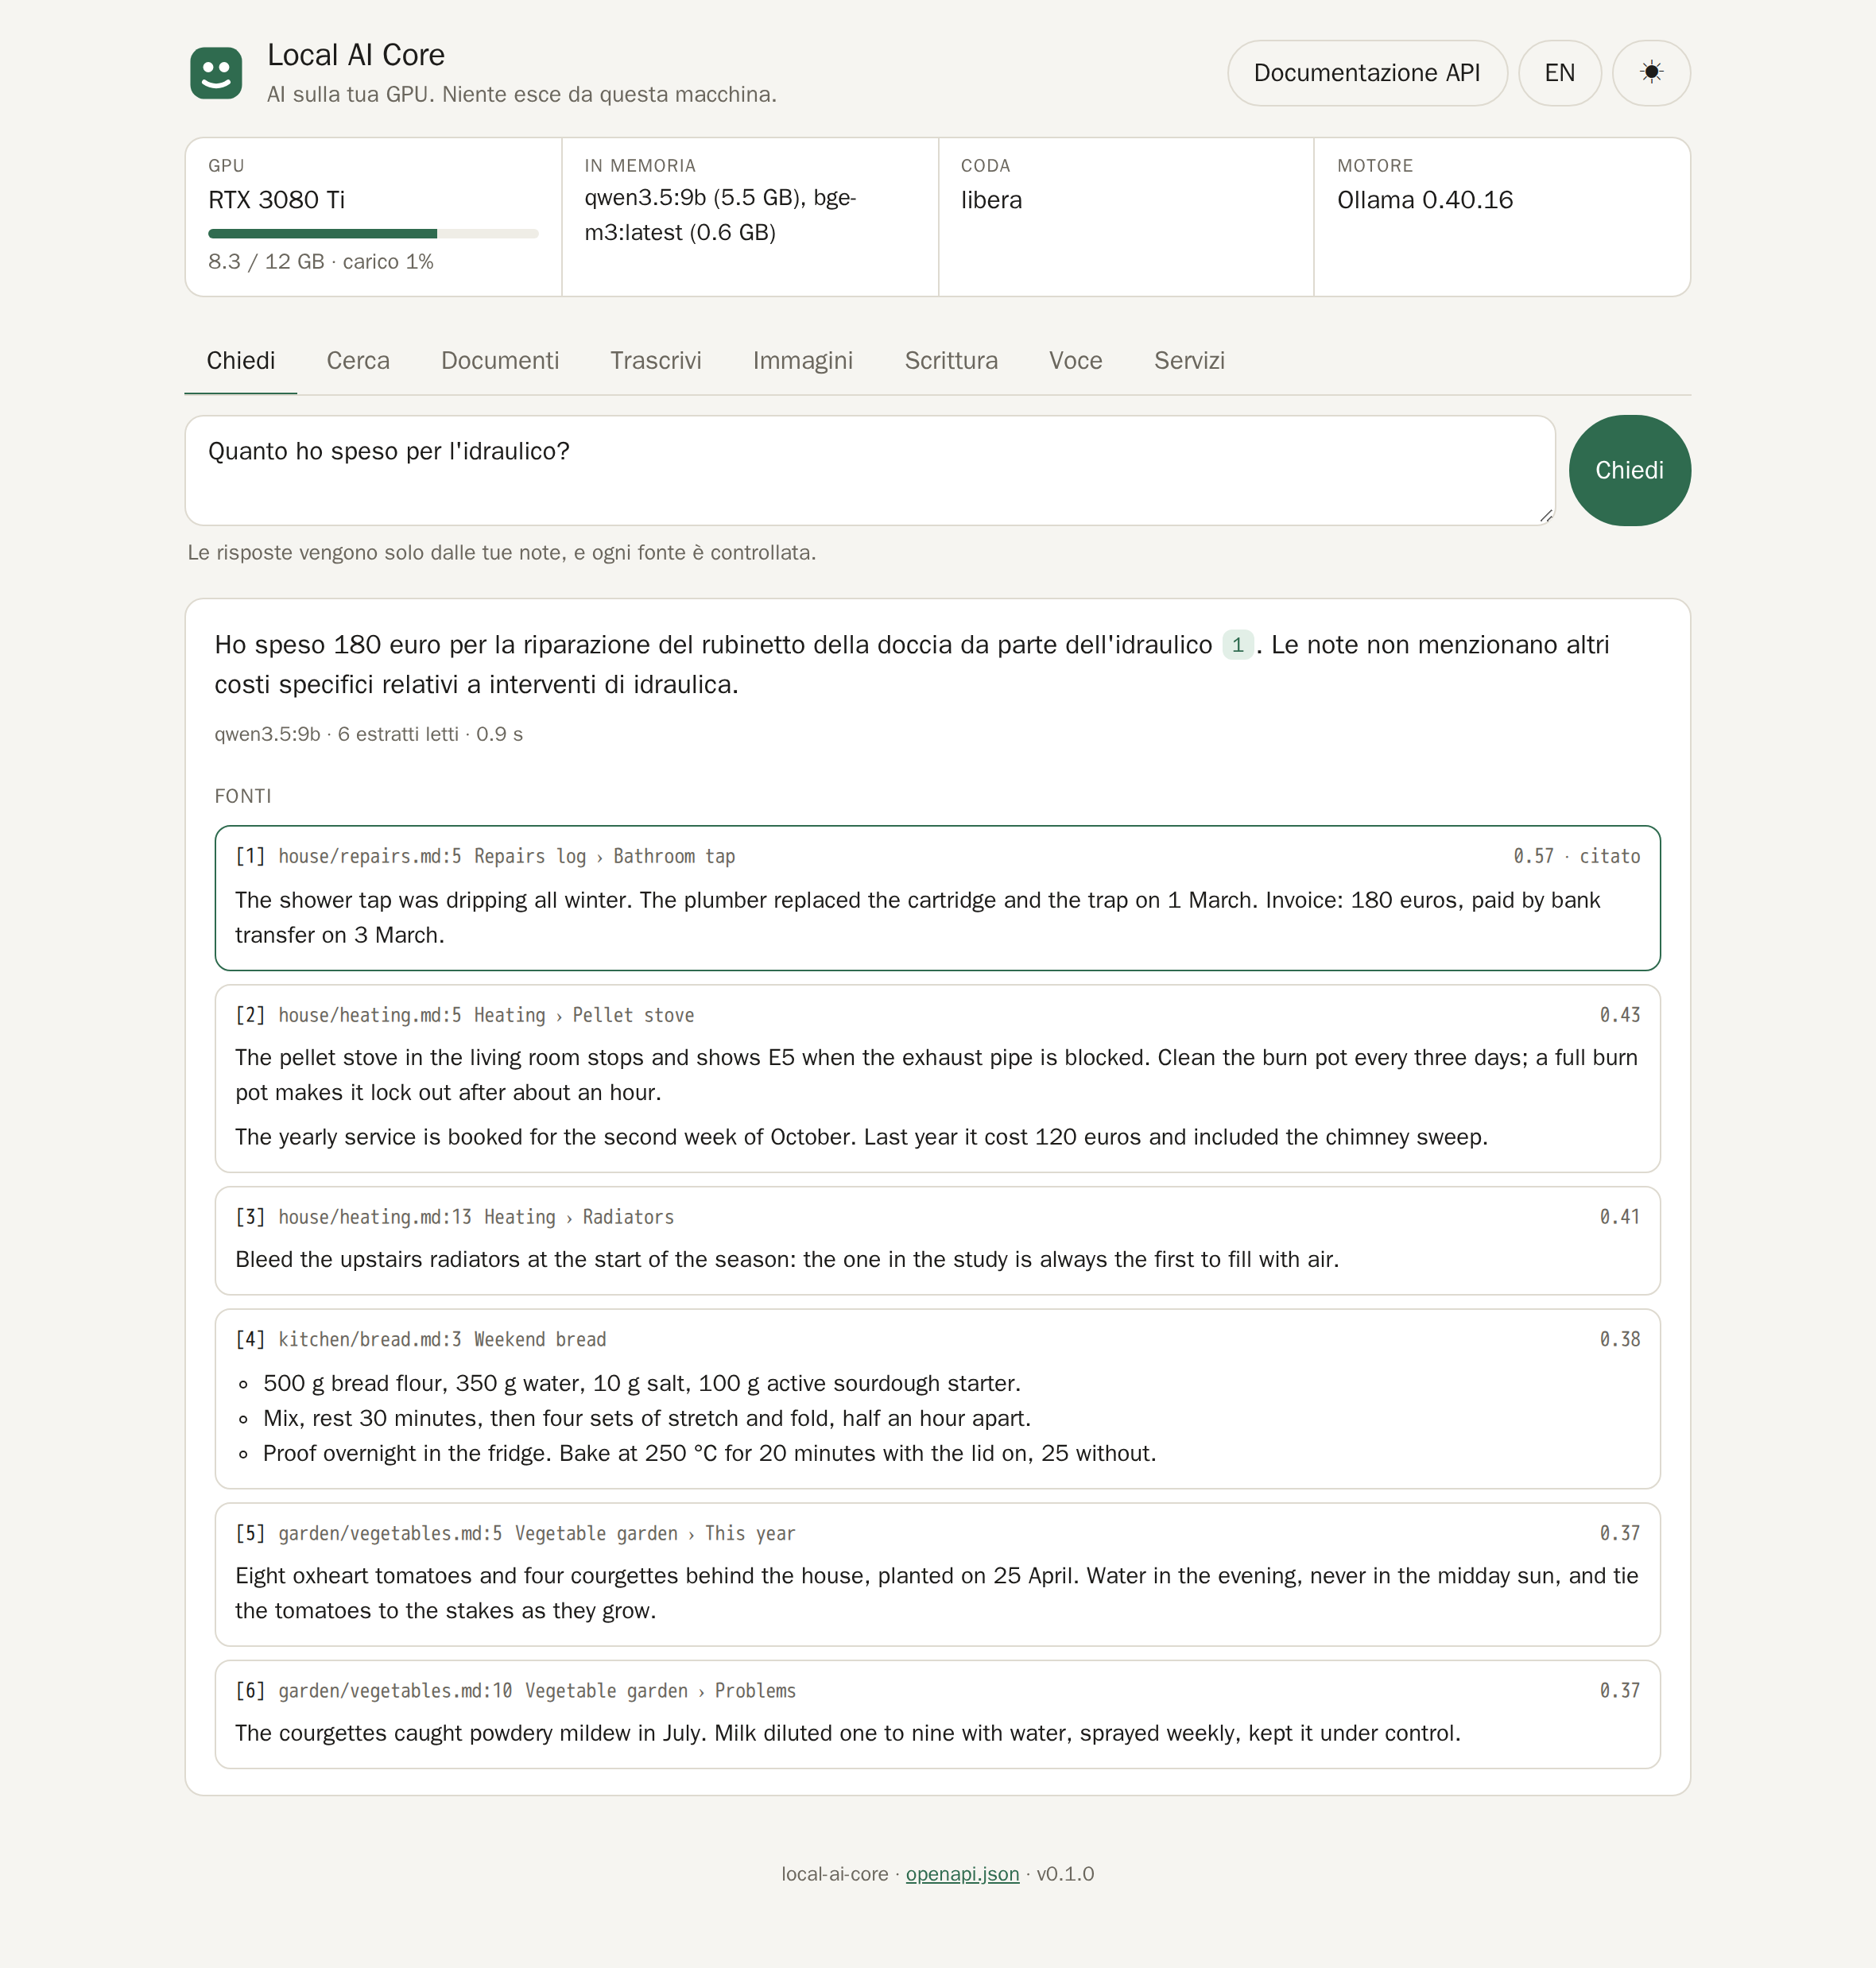 Local AI Core
AI sulla tua GPU. Niente esce da questa macchina.
Documentazione API
EN
GPU
RTX 3080 Ti
8.3 / 12 GB · carico 1%
IN MEMORIA
qwen3.5:9b (5.5 GB), bge-
m3:latest (0.6 GB)
CODA
libera
MOTORE
Ollama 0.40.16
Chiedi Cerca Documenti Trascrivi Immagini Scrittura Voce Servizi
Quanto ho speso per l'idraulico?
Chiedi
Le risposte vengono solo dalle tue note, e ogni fonte è controllata.
Ho speso 180 euro per la riparazione del rubinetto della doccia da parte dell'idraulico 1. Le note non menzionano altri
costi specifici relativi a interventi di idraulica.
qwen3.5:9b · 6 estratti letti · 0.9 s
FONTI
[1] house/repairs.md:5 Repairs log › Bathroom tap 0.57 · citato
The shower tap was dripping all winter. The plumber replaced the cartridge and the trap on 1 March. Invoice: 180 euros, paid by bank
transfer on 3 March.
[2] house/heating.md:5 Heating › Pellet stove 0.43
The pellet stove in the living room stops and shows E5 when the exhaust pipe is blocked. Clean the burn pot every three days; a full burn
pot makes it lock out after about an hour.
The yearly service is booked for the second week of October. Last year it cost 120 euros and included the chimney sweep.
[3] house/heating.md:13 Heating › Radiators 0.41
Bleed the upstairs radiators at the start of the season: the one in the study is always the first to fill with air.
[4] kitchen/bread.md:3 Weekend bread 0.38
◦ 500 g bread flour, 350 g water, 10 g salt, 100 g active sourdough starter.
◦ Mix, rest 30 minutes, then four sets of stretch and fold, half an hour apart.
◦ Proof overnight in the fridge. Bake at 250 °C for 20 minutes with the lid on, 25 without.
[5] garden/vegetables.md:5 Vegetable garden › This year 0.37
Eight oxheart tomatoes and four courgettes behind the house, planted on 25 April. Water in the evening, never in the midday sun, and tie
the tomatoes to the stakes as they grow.
[6] garden/vegetables.md:10 Vegetable garden › Problems 0.37
The courgettes caught powdery mildew in July. Milk diluted one to nine with water, sprayed weekly, kept it under control.
local-ai-core · openapi.json · v0.1.0